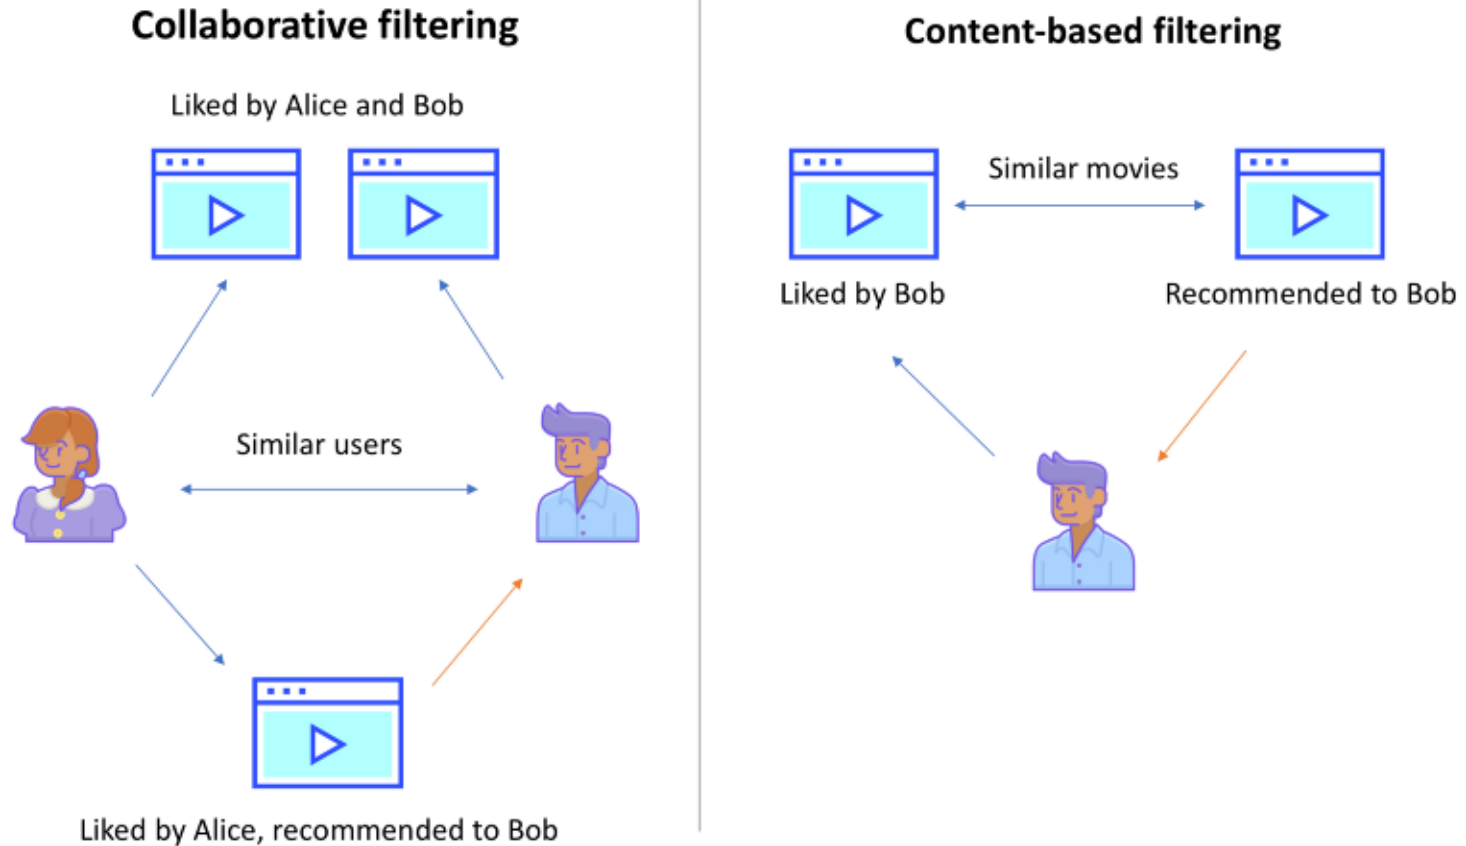 Collaborative filtering
Liked by Alice and Bob
Similar users
Liked by Alice, recommended to Bob
Content-based filtering
Similar movies
Liked by Bob
Recommended to Bob